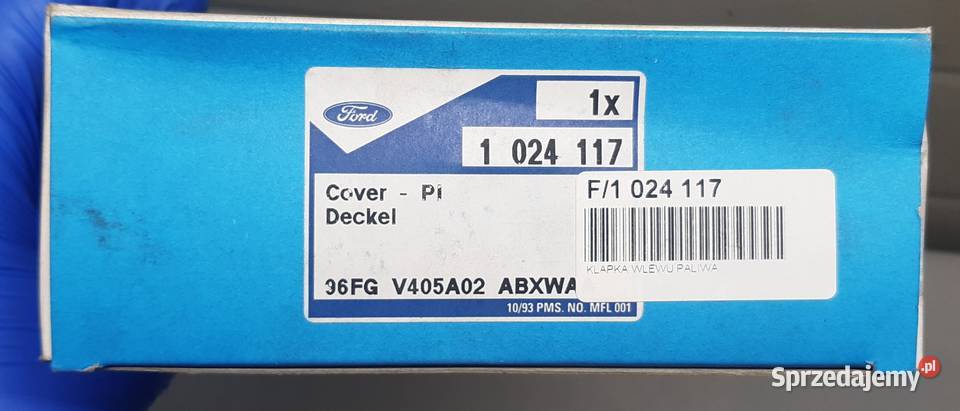 Ford
1x
1 024 117
Cover - Pl
Deckel
96FG V405A02 ABXWA
10/93 PMS. NO. MFL 001
F/1 024 117
KLAPKA WLEWU PALIWA
Sprzedajemy.pl